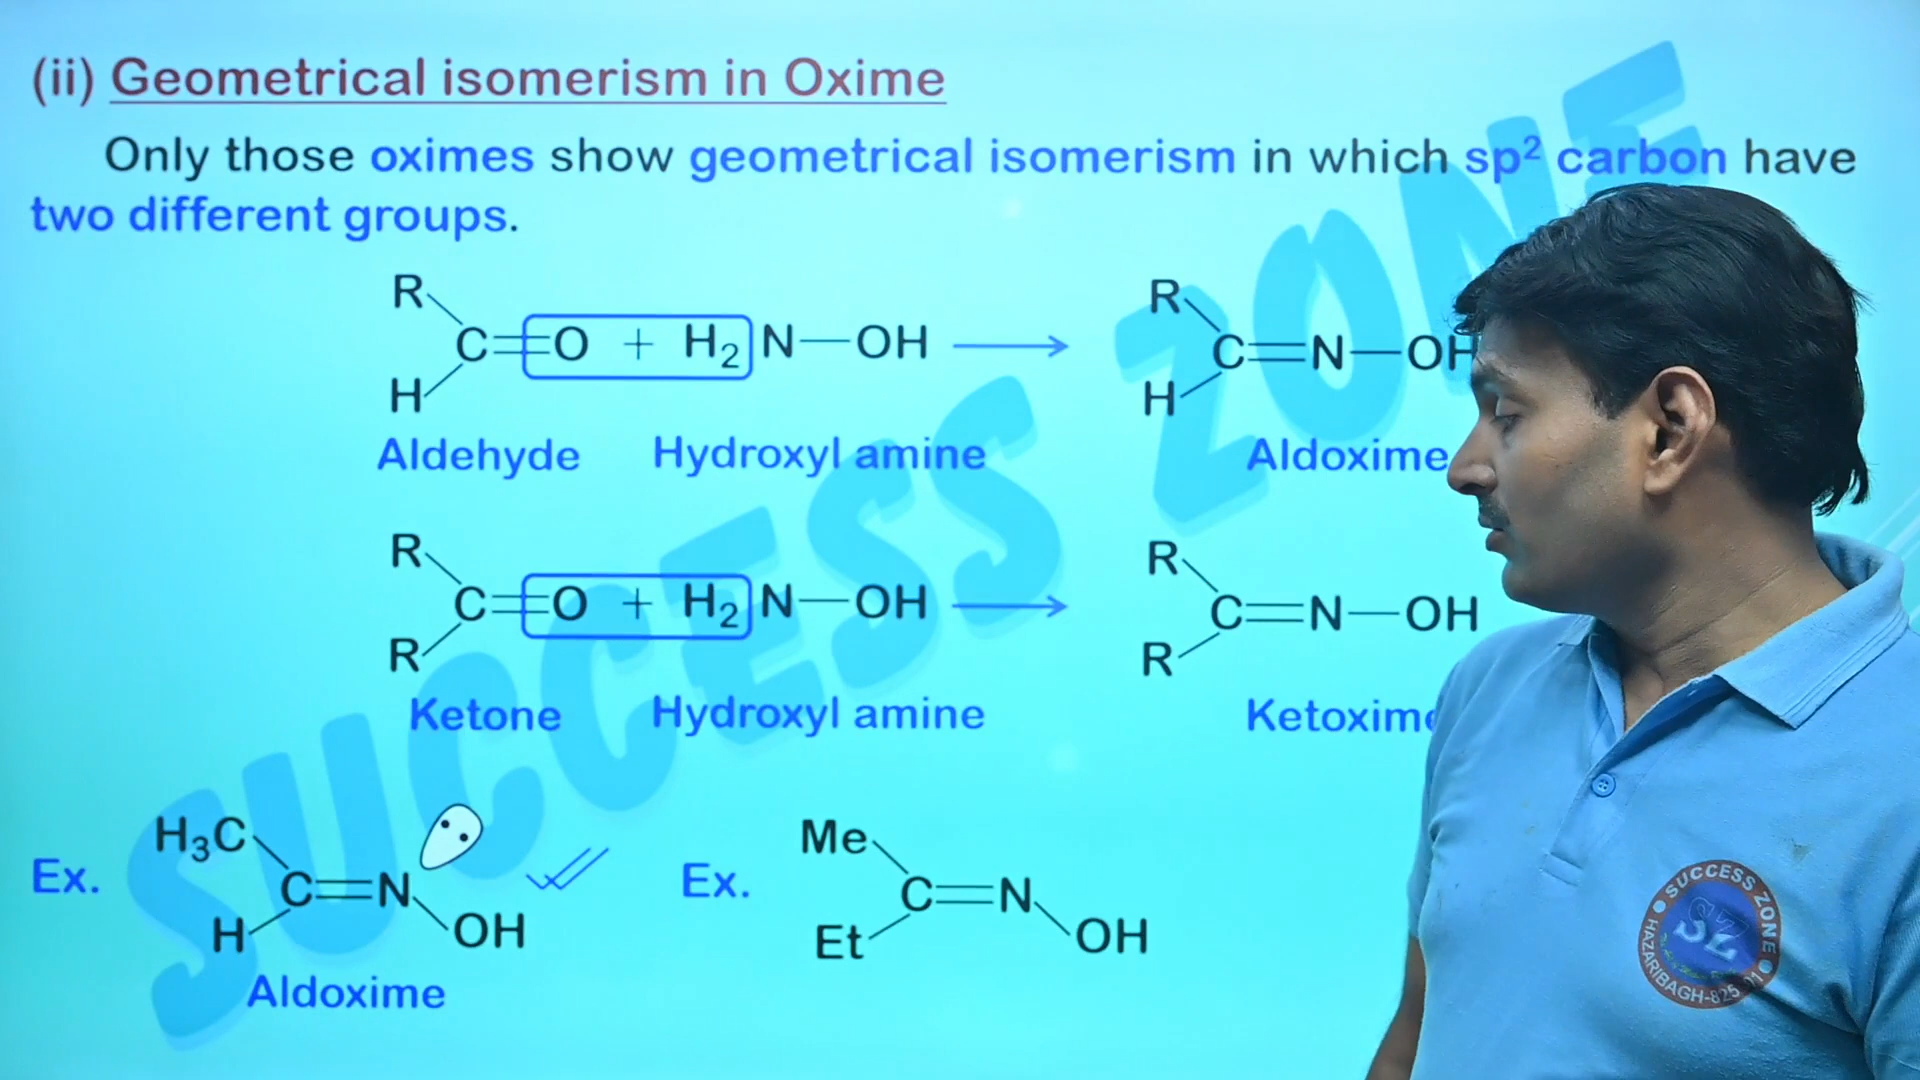 (ii) Geometrical isomerism in Oxime
Only those oximes show geometrical isomerism in which sp² carbon have
two different groups.
R
C=O + H₂ N—OH
H
R
C=N—OH
H
Aldehyde Hydroxyl amine Aldoxime
R
C=O + H₂ N—OH
R
R
C=N—OH
R
Ketone Hydroxyl amine Ketoxime
Ex.
H₃C
C=N
H
OH
Aldoxime
Ex.
Me
C=N
Et
OH
SUCCESS ZONE
SUCCESS ZONE
SZ
HAZARIBAGH-825